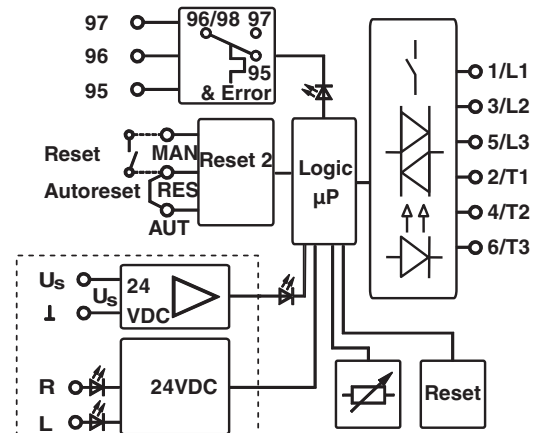 97
96
95
96/98 97
95
& Error
Reset
Autoreset
MAN
RES
AUT
Reset 2
Logic
µP
1/L1
3/L2
5/L3
2/T1
4/T2
6/T3
Us
⊥
Us
24
VDC
R
L
24VDC
Reset